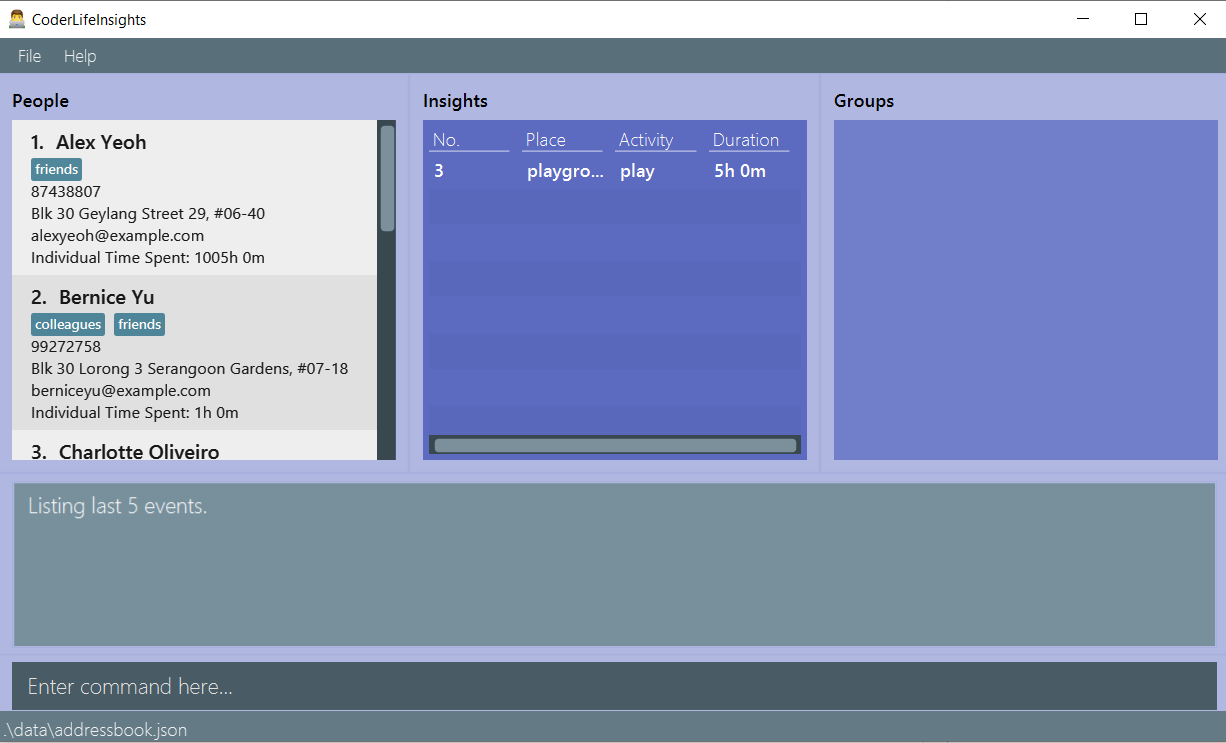 CoderLifeInsights
File Help
People
1. Alex Yeoh
friends
87438807
Blk 30 Geylang Street 29, #06-40
alexyeoh@example.com
Individual Time Spent: 1005h 0m
2. Bernice Yu
colleagues friends
99272758
Blk 30 Lorong 3 Serangoon Gardens, #07-18
berniceyu@example.com
Individual Time Spent: 1h 0m
3. Charlotte Oliveiro
Insights
No. Place Activity Duration
3 playgro... play 5h 0m
Groups
Listing last 5 events.
Enter command here...
.\data\addressbook.json